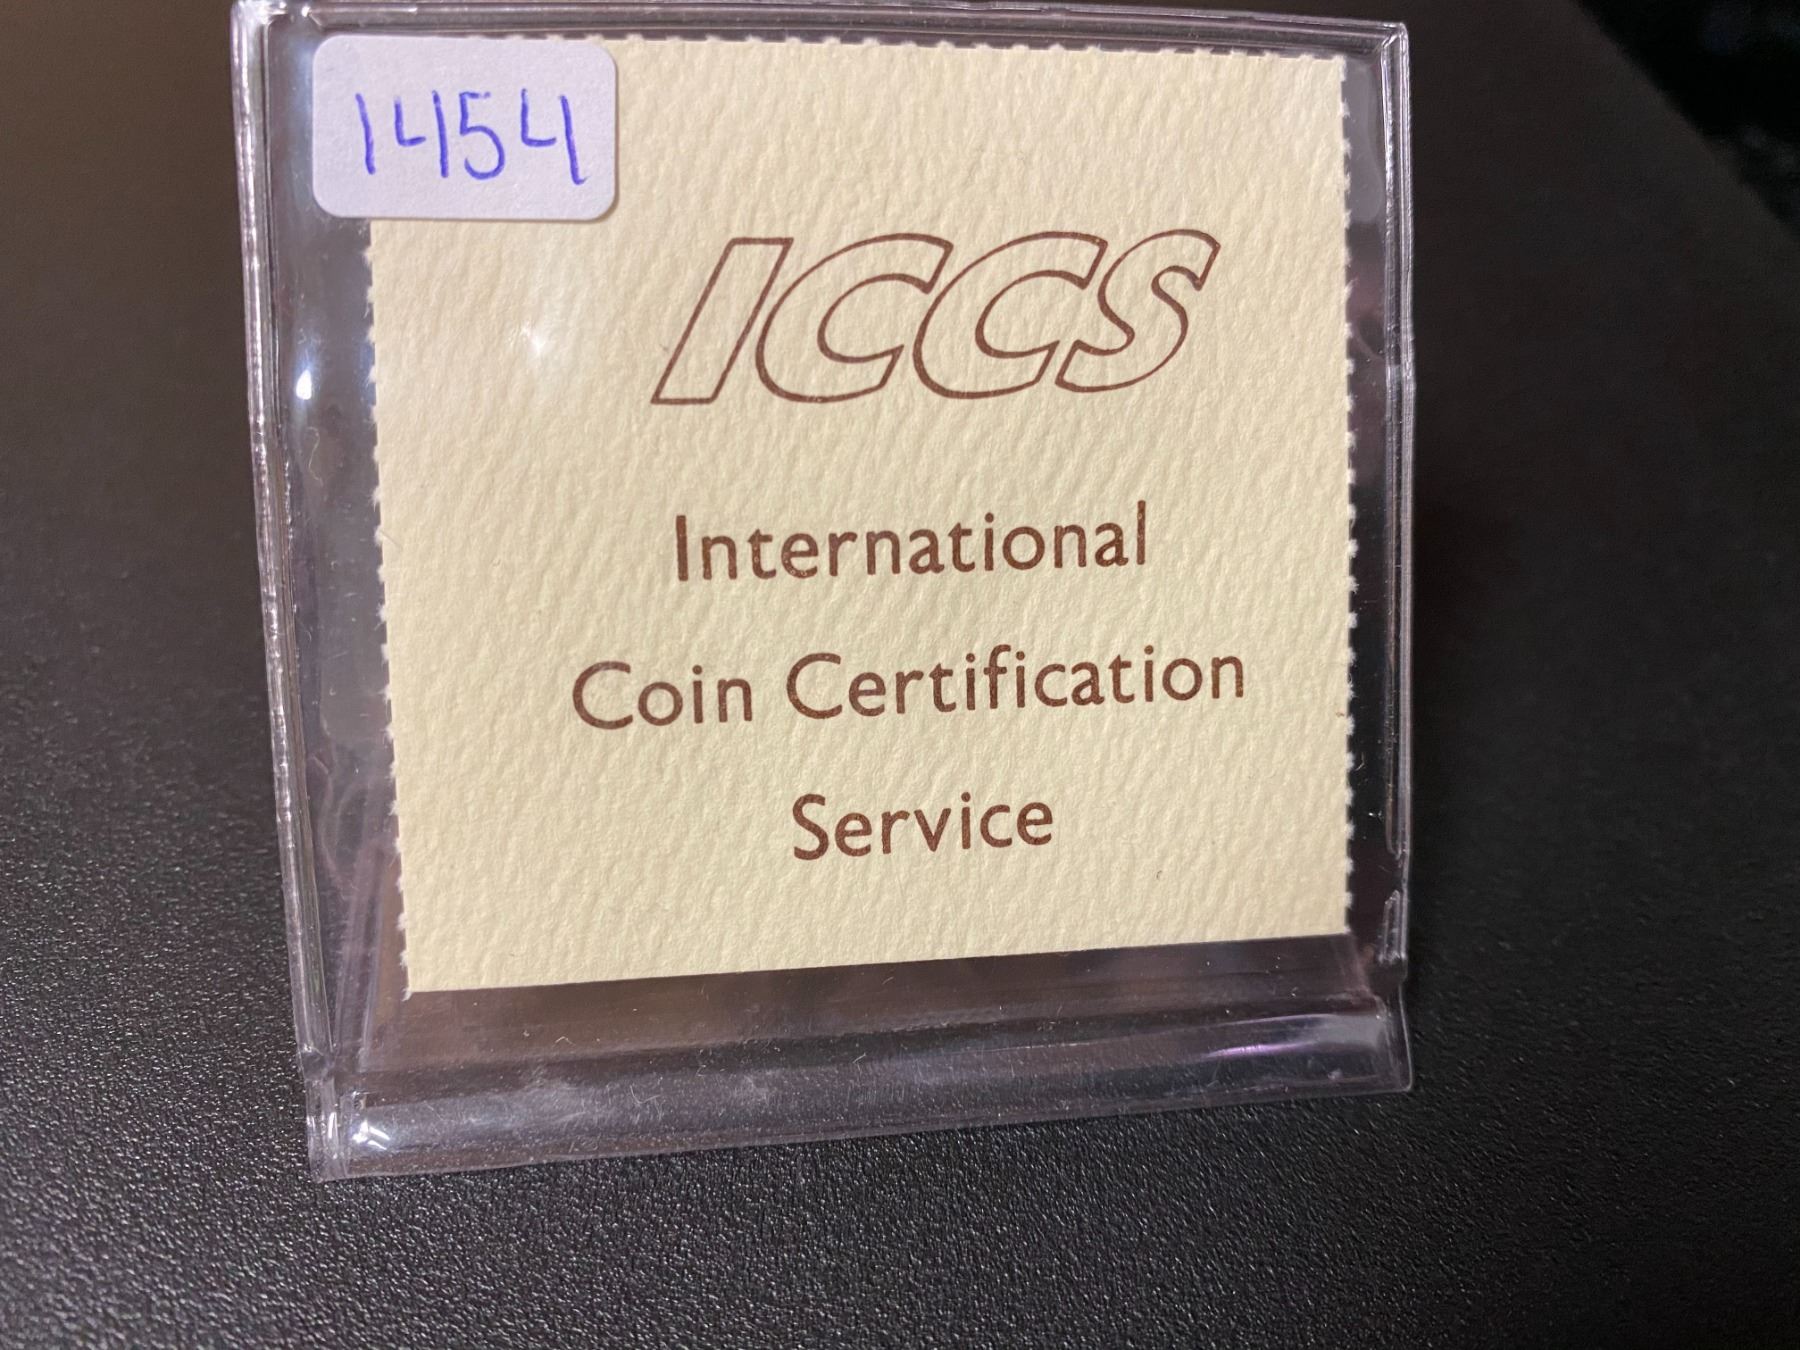 1454
ICCS
International
Coin Certification
Service